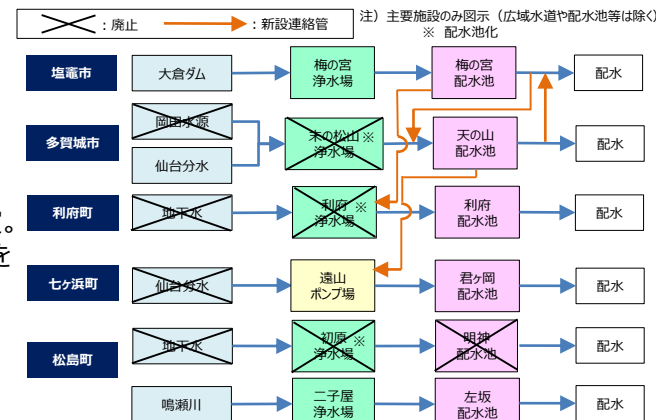 ：廃止
：新設連絡管
注）主要施設のみ図示（広域水道や配水池等は除く）
※ 配水池化
塩竈市
大倉ダム
梅の宮
浄水場
梅の宮
配水池
配水
多賀城市
岡田水源
仙台分水
末の松山※
浄水場
天の山
配水池
配水
利府町
地下水
利府 ※
浄水場
利府
配水池
配水
。
を
七ヶ浜町
仙台分水
遠山
ポンプ場
君ヶ岡
配水池
配水
松島町
地下水
初原 ※
浄水場
明神
配水池
配水
鳴瀬川
二子屋
浄水場
左坂
配水池
配水